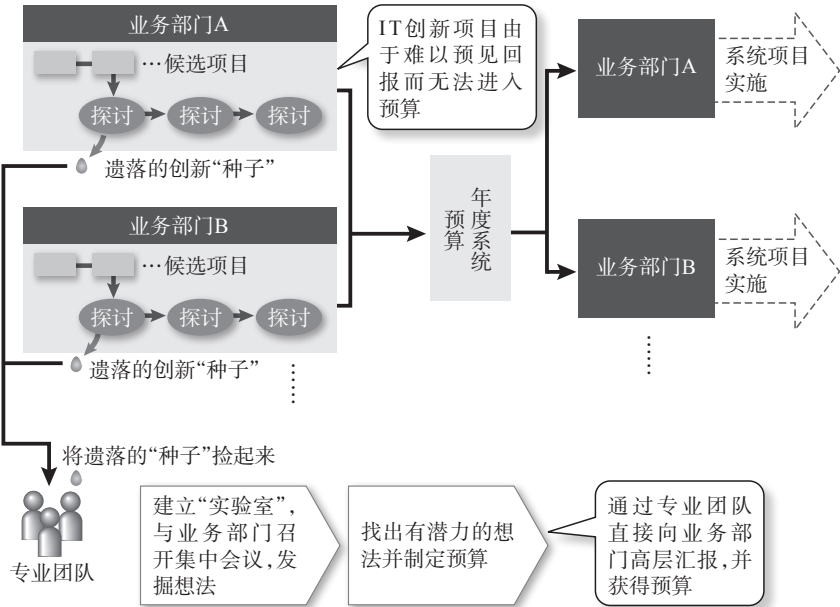 业务部门A
…候选项目
探讨
探讨
探讨
遗落的创新“种子”
IT创新项目由
于难以预见回
报而无法进入
预算
业务部门A
系统项目
实施
年度系统
预算
业务部门B
…候选项目
探讨
探讨
探讨
遗落的创新“种子”
……
业务部门B
系统项目
实施
……
将遗落的“种子”捡起来
专业团队
建立“实验室”,
与业务部门召
开集中会议,发
掘想法
找出有潜力的想
法并制定预算
通过专业团队
直接向业务部
门高层汇报,并
获得预算